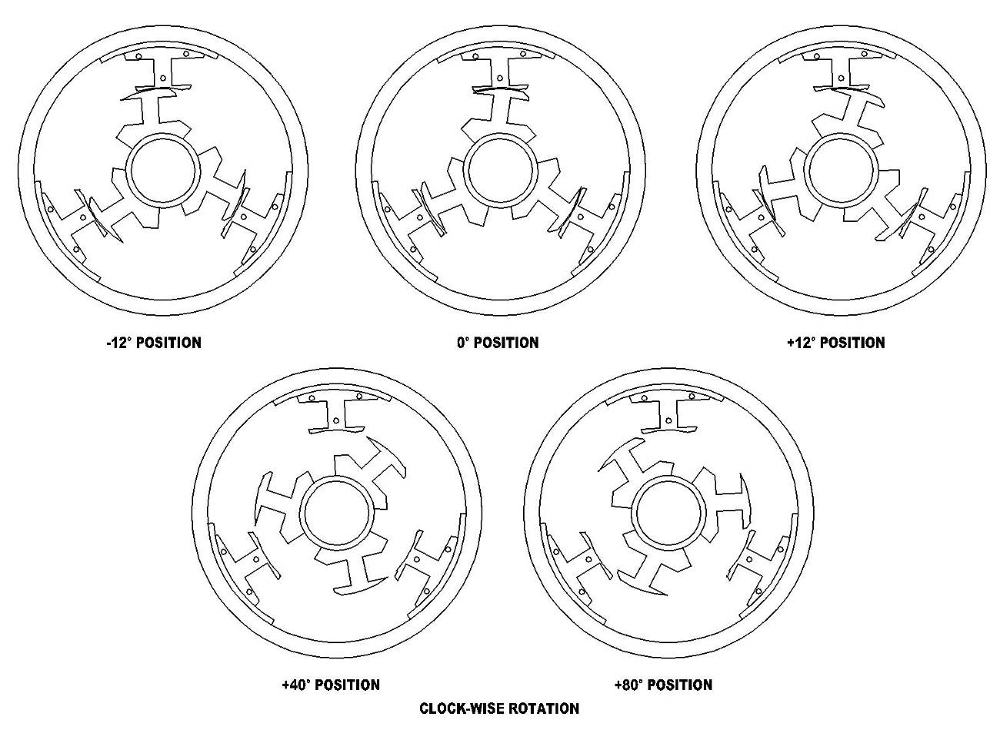 -12° POSITION
0° POSITION
+12° POSITION
+40° POSITION
+80° POSITION
CLOCK-WISE ROTATION